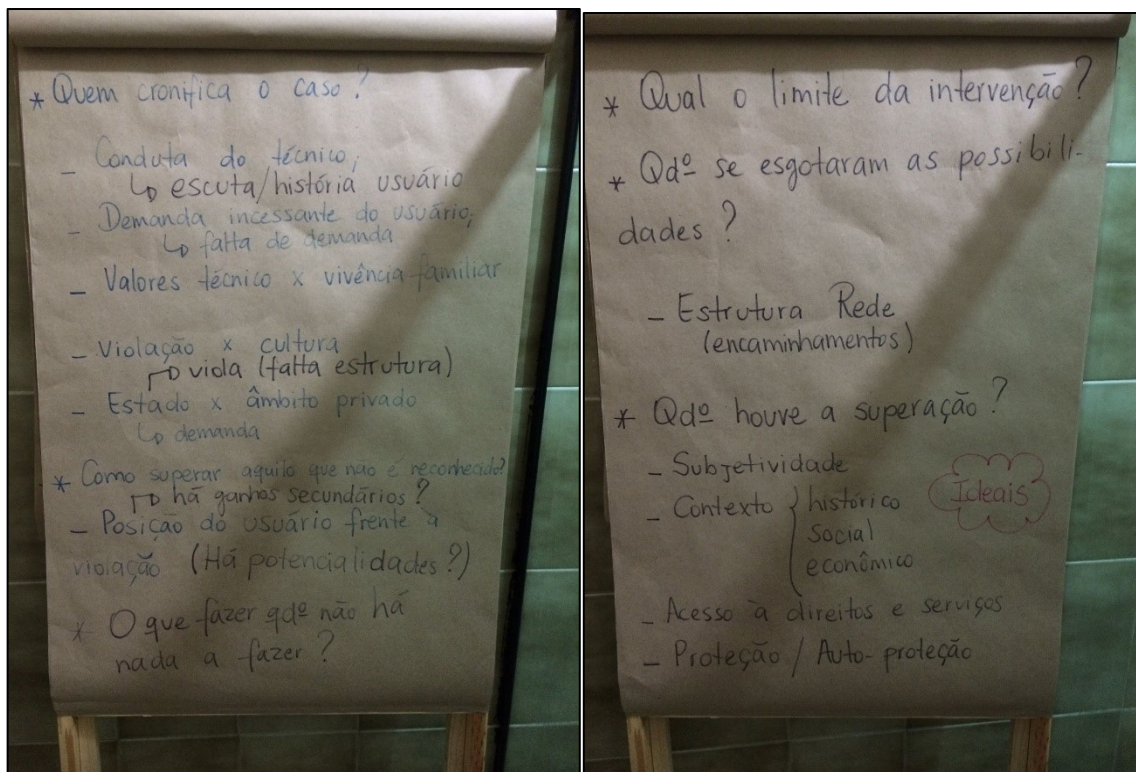 * Quem cronifica o caso?
- Conduta do técnico;
↳ escuta/história usuário
- Demanda incessante do usuário;
↳ falta de demanda
- Valores técnico x vivência familiar
- Violação x cultura
↱ viola (falta estrutura)
- Estado x âmbito privado
↳ demanda
* Como superar aquilo que não é reconhecido?
↱ há ganhos secundários?
- Posição do usuário frente à
violação (Há potencialidades?)
* O que fazer qdº não há
nada a fazer?
* Qual o limite da intervenção?
* Qdº se esgotaram as possibili-
dades?
- Estrutura Rede
(encaminhamentos)
* Qdº houve a superação?
- Subjetividade
- Contexto { histórico
social
econômico
Ideais
- Acesso à direitos e serviços
- Proteção / Auto-proteção